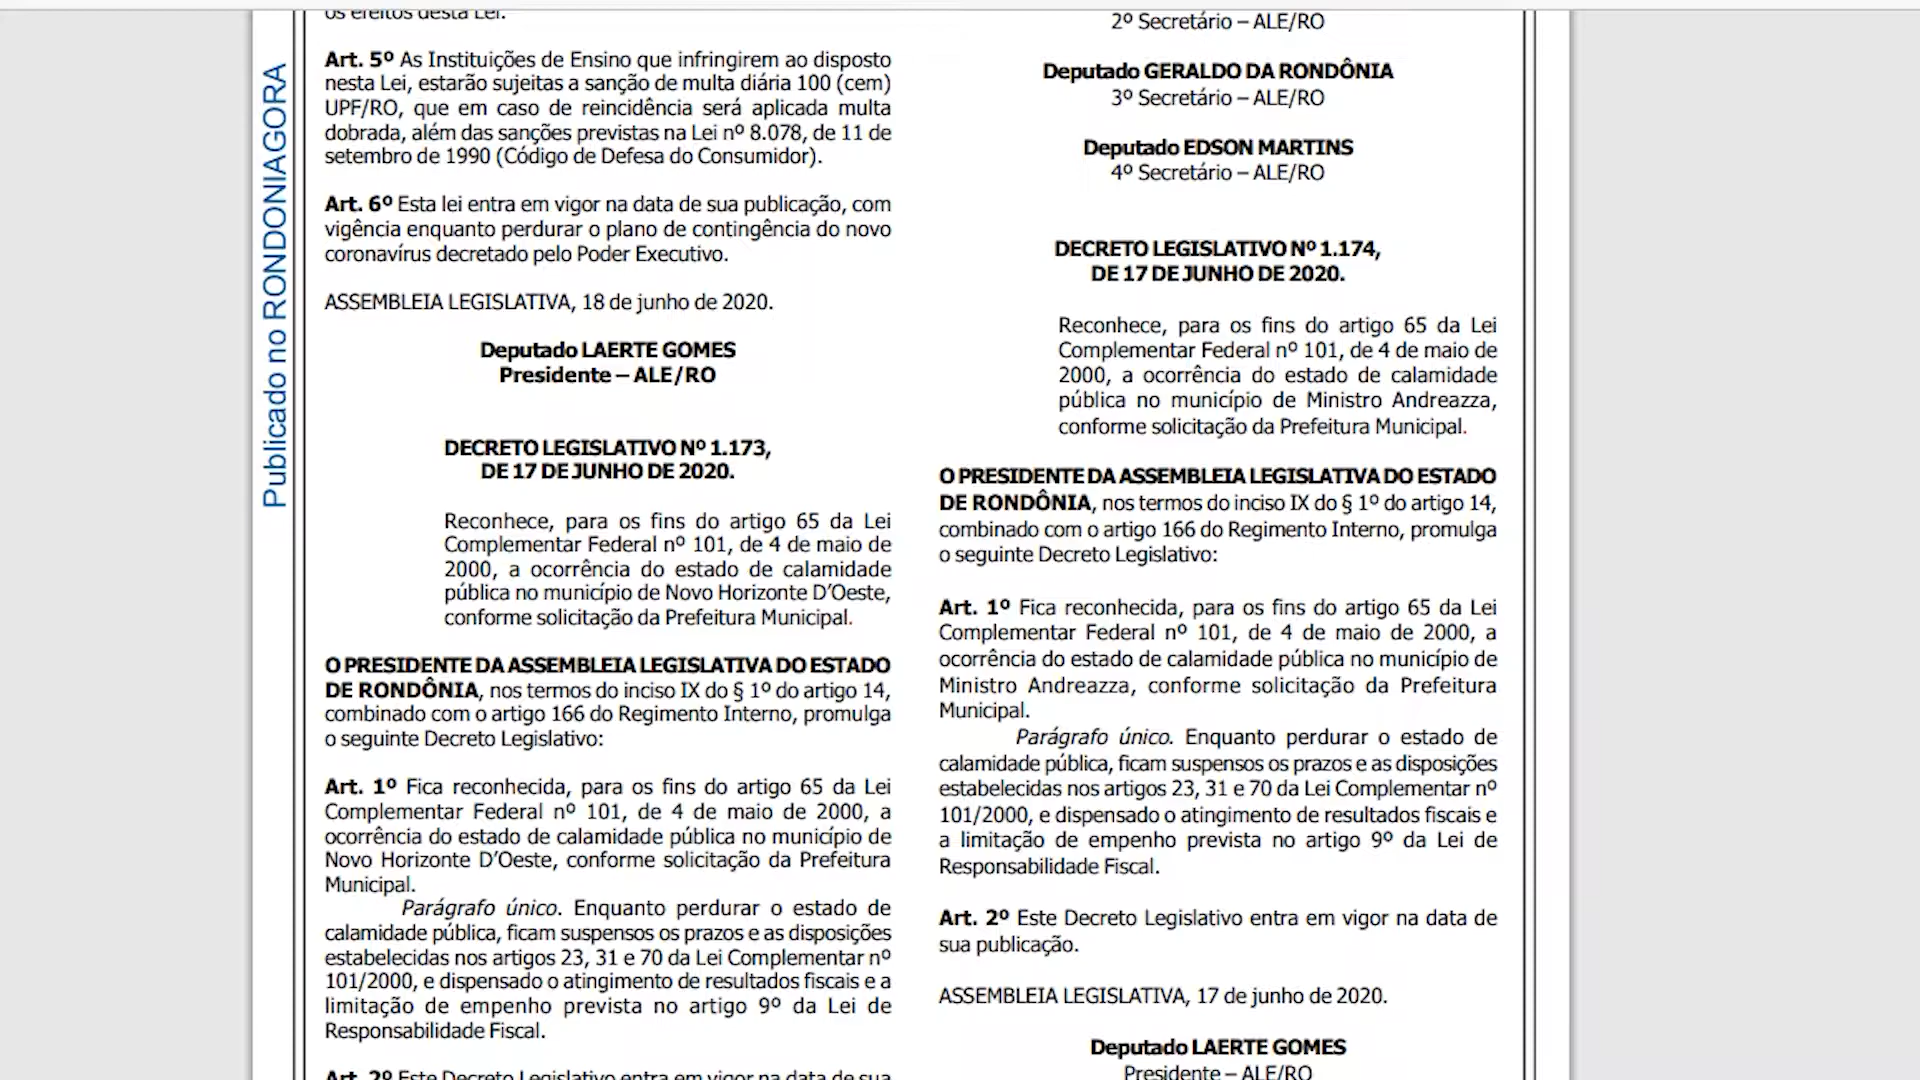 Publicado no RONDONIAGORA
os efeitos desta Lei.
Art. 5º As Instituições de Ensino que infringirem ao disposto
nesta Lei, estarão sujeitas a sanção de multa diária 100 (cem)
UPF/RO, que em caso de reincidência será aplicada multa
dobrada, além das sanções previstas na Lei nº 8.078, de 11 de
setembro de 1990 (Código de Defesa do Consumidor).
Art. 6º Esta lei entra em vigor na data de sua publicação, com
vigência enquanto perdurar o plano de contingência do novo
coronavírus decretado pelo Poder Executivo.
ASSEMBLEIA LEGISLATIVA, 18 de junho de 2020.
Deputado LAERTE GOMES
Presidente – ALE/RO
DECRETO LEGISLATIVO Nº 1.173,
DE 17 DE JUNHO DE 2020.
Reconhece, para os fins do artigo 65 da Lei
Complementar Federal nº 101, de 4 de maio de
2000, a ocorrência do estado de calamidade
pública no município de Novo Horizonte D’Oeste,
conforme solicitação da Prefeitura Municipal.
O PRESIDENTE DA ASSEMBLEIA LEGISLATIVA DO ESTADO
DE RONDÔNIA, nos termos do inciso IX do § 1º do artigo 14,
combinado com o artigo 166 do Regimento Interno, promulga
o seguinte Decreto Legislativo:
Art. 1º Fica reconhecida, para os fins do artigo 65 da Lei
Complementar Federal nº 101, de 4 de maio de 2000, a
ocorrência do estado de calamidade pública no município de
Novo Horizonte D’Oeste, conforme solicitação da Prefeitura
Municipal.
Parágrafo único. Enquanto perdurar o estado de
calamidade pública, ficam suspensos os prazos e as disposições
estabelecidas nos artigos 23, 31 e 70 da Lei Complementar nº
101/2000, e dispensado o atingimento de resultados fiscais e a
limitação de empenho prevista no artigo 9º da Lei de
Responsabilidade Fiscal.
Art. 2º Este Decreto Legislativo entra em vigor na data de sua
2º Secretário – ALE/RO
Deputado GERALDO DA RONDÔNIA
3º Secretário – ALE/RO
Deputado EDSON MARTINS
4º Secretário – ALE/RO
DECRETO LEGISLATIVO Nº 1.174,
DE 17 DE JUNHO DE 2020.
Reconhece, para os fins do artigo 65 da Lei
Complementar Federal nº 101, de 4 de maio de
2000, a ocorrência do estado de calamidade
pública no município de Ministro Andreazza,
conforme solicitação da Prefeitura Municipal.
O PRESIDENTE DA ASSEMBLEIA LEGISLATIVA DO ESTADO
DE RONDÔNIA, nos termos do inciso IX do § 1º do artigo 14,
combinado com o artigo 166 do Regimento Interno, promulga
o seguinte Decreto Legislativo:
Art. 1º Fica reconhecida, para os fins do artigo 65 da Lei
Complementar Federal nº 101, de 4 de maio de 2000, a
ocorrência do estado de calamidade pública no município de
Ministro Andreazza, conforme solicitação da Prefeitura
Municipal.
Parágrafo único. Enquanto perdurar o estado de
calamidade pública, ficam suspensos os prazos e as disposições
estabelecidas nos artigos 23, 31 e 70 da Lei Complementar nº
101/2000, e dispensado o atingimento de resultados fiscais e
a limitação de empenho prevista no artigo 9º da Lei de
Responsabilidade Fiscal.
Art. 2º Este Decreto Legislativo entra em vigor na data de
sua publicação.
ASSEMBLEIA LEGISLATIVA, 17 de junho de 2020.
Deputado LAERTE GOMES
Presidente – ALE/RO